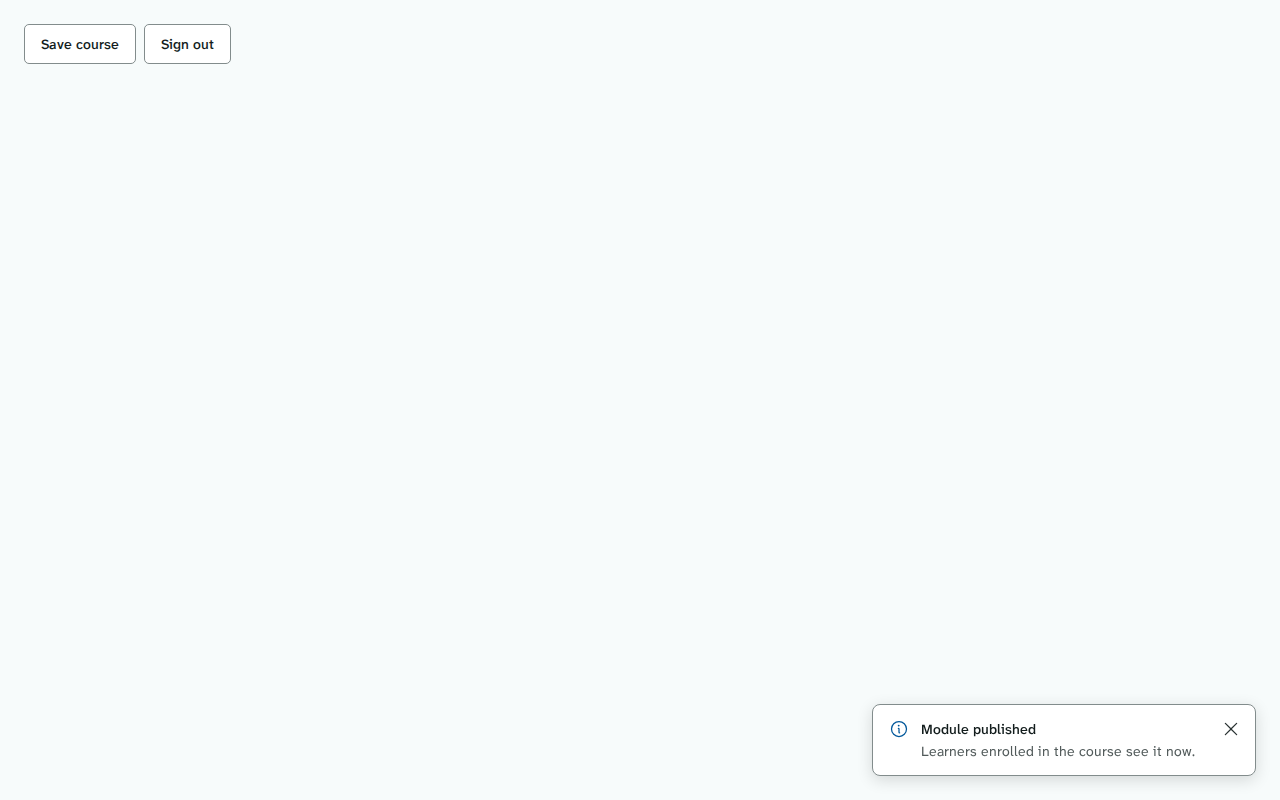 Save course
Sign out
Module published
Learners enrolled in the course see it now.